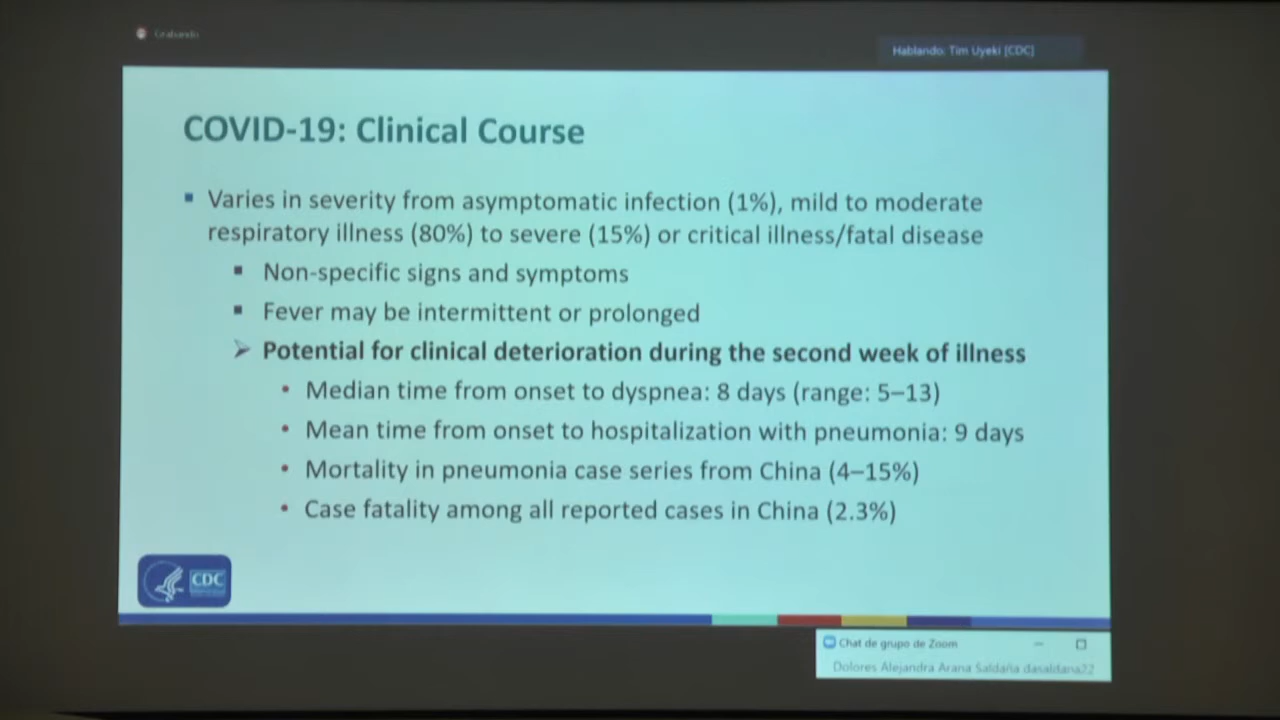 Grabando
Hablando: Tim Uyeki [CDC]
COVID-19: Clinical Course
Varies in severity from asymptomatic infection (1%), mild to moderate
respiratory illness (80%) to severe (15%) or critical illness/fatal disease
Non-specific signs and symptoms
Fever may be intermittent or prolonged
Potential for clinical deterioration during the second week of illness
Median time from onset to dyspnea: 8 days (range: 5–13)
Mean time from onset to hospitalization with pneumonia: 9 days
Mortality in pneumonia case series from China (4–15%)
Case fatality among all reported cases in China (2.3%)
CDC
Chat de grupo de Zoom
Dolores Alejandra Arana Saldaña dasaldana22